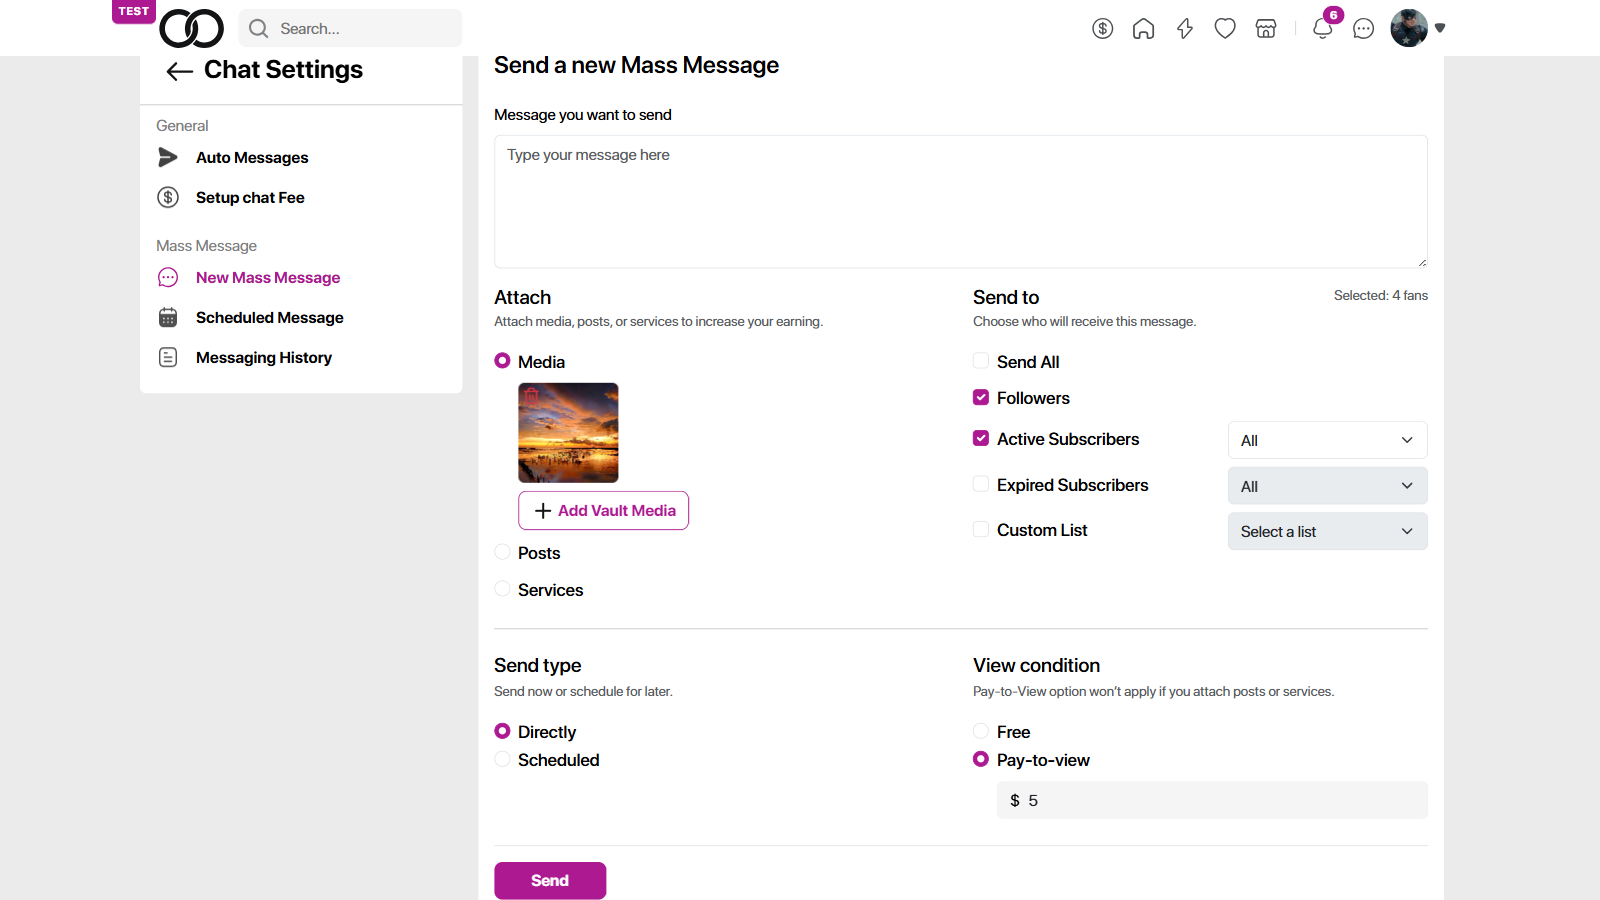 TEST
Search...
6
Chat Settings
General
Auto Messages
Setup chat Fee
Mass Message
New Mass Message
Scheduled Message
Messaging History
Send a new Mass Message
Message you want to send
Type your message here
Attach
Attach media, posts, or services to increase your earning.
Media
Add Vault Media
Posts
Services
Send to
Selected: 4 fans
Choose who will receive this message.
Send All
Followers
Active Subscribers
All
Expired Subscribers
All
Custom List
Select a list
Send type
Send now or schedule for later.
Directly
Scheduled
View condition
Pay-to-View option won’t apply if you attach posts or services.
Free
Pay-to-view
$ 5
Send